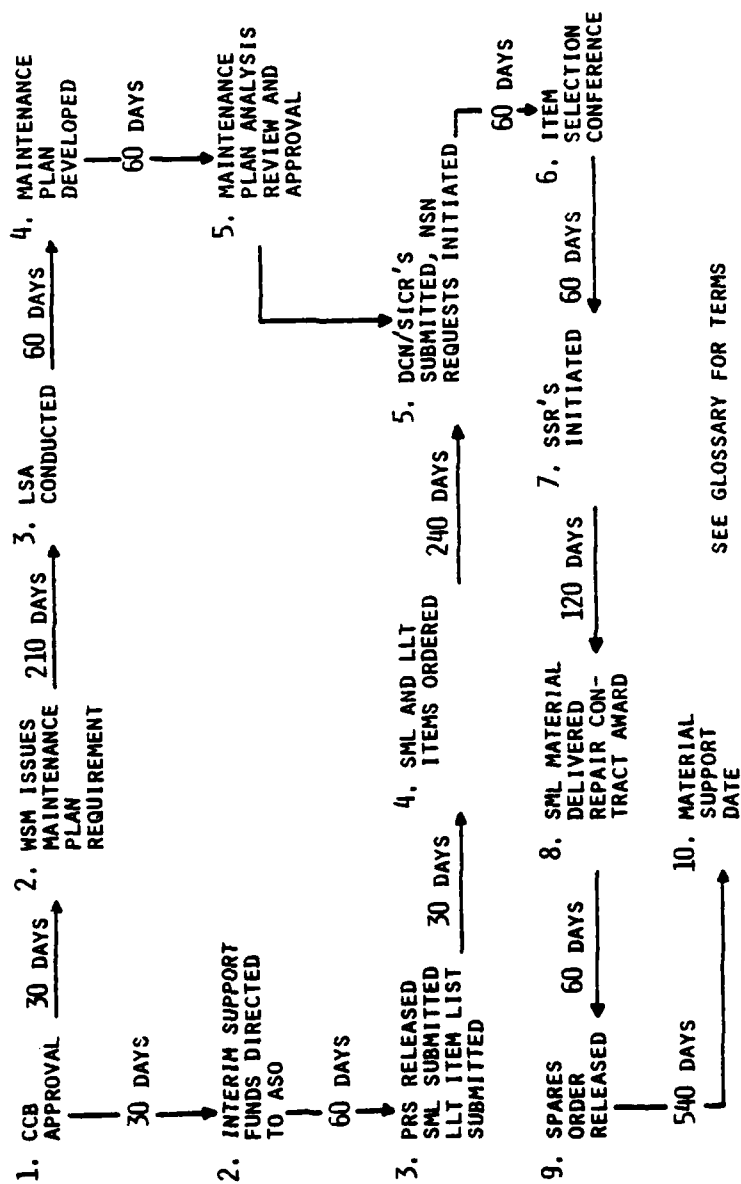 1. CCB
APPROVAL
30 DAYS
2. WSM ISSUES
MAINTENANCE
PLAN
REQUIREMENT
210 DAYS
3. LSA
CONDUCTED
60 DAYS
4. MAINTENANCE
PLAN
DEVELOPED
60 DAYS
5. MAINTENANCE
PLAN ANALYSIS
REVIEW AND
APPROVAL
30 DAYS
2. INTERIM SUPPORT
FUNDS DIRECTED
TO ASO
60 DAYS
3. PRS RELEASED
SML SUBMITTED
LLT ITEM LIST
SUBMITTED
30 DAYS
4. SML AND LLT
ITEMS ORDERED
240 DAYS
5. DCN/SICR'S
SUBMITTED, NSN
REQUESTS INITIATED
60 DAYS
6. ITEM
SELECTION
CONFERENCE
60 DAYS
7. SSR'S
INITIATED
120 DAYS
8. SML MATERIAL
DELIVERED
REPAIR CON-
TRACT AWARD
60 DAYS
9. SPARES
ORDER
RELEASED
540 DAYS
10. MATERIAL
SUPPORT
DATE
SEE GLOSSARY FOR TERMS